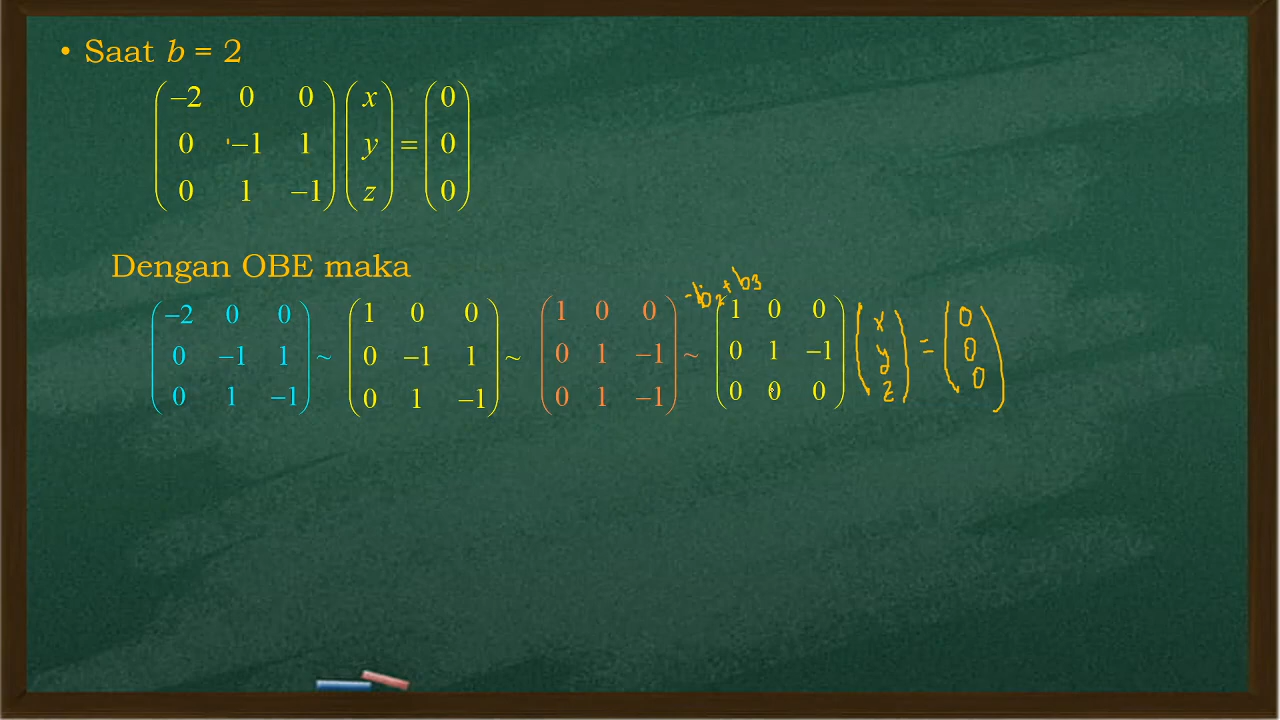 • Saat b = 2
−2 0 0 x 0
0 −1 1 y = 0
0 1 −1 z 0
Dengan OBE maka
-b2 + b3
−2 0 0 1 0 0 1 0 0 1 0 0 x 0
0 −1 1 ~ 0 −1 1 ~ 0 1 −1 ~ 0 1 −1 y = 0
0 1 −1 0 1 −1 0 1 −1 0 0 0 z 0